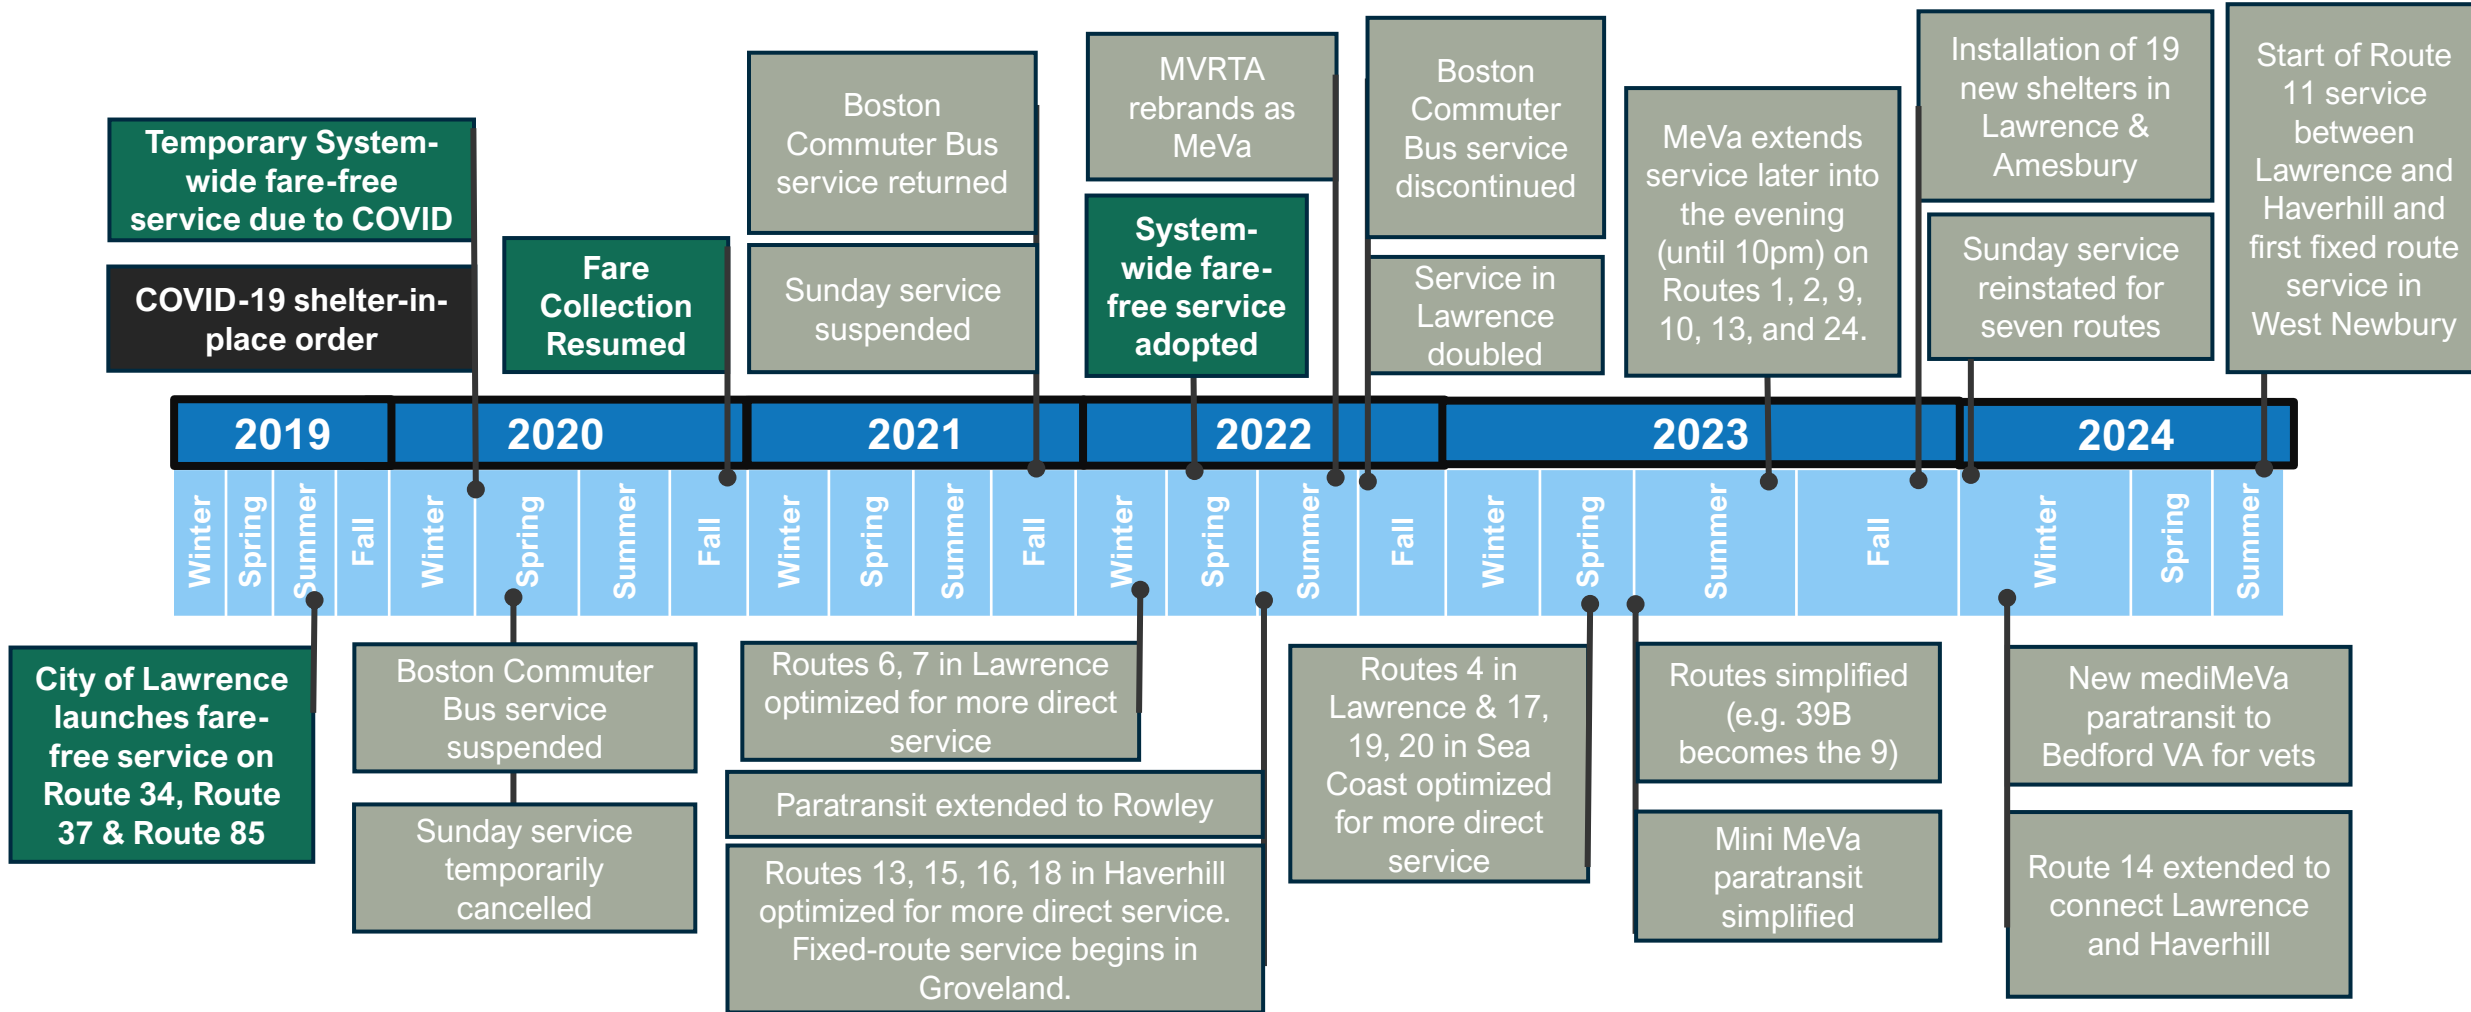 Temporary System-
wide fare-free
service due to COVID
COVID-19 shelter-in-
place order
Fare
Collection
Resumed
Boston
Commuter Bus
service returned
Sunday service
suspended
MVRTA
rebrands as
MeVa
System-
wide fare-
free service
adopted
Boston
Commuter
Bus service
discontinued
Service in
Lawrence
doubled
MeVa extends
service later into
the evening
(until 10pm) on
Routes 1, 2, 9,
10, 13, and 24.
Installation of 19
new shelters in
Lawrence &
Amesbury
Sunday service
reinstated for
seven routes
Start of Route
11 service
between
Lawrence and
Haverhill and
first fixed route
service in
West Newbury
2019
2020
2021
2022
2023
2024
Winter
Spring
Summer
Fall
Winter
Spring
Summer
Fall
Winter
Spring
Summer
Fall
Winter
Spring
Summer
Fall
Winter
Spring
Summer
Fall
Winter
Spring
Summer
City of Lawrence
launches fare-
free service on
Route 34, Route
37 & Route 85
Boston Commuter
Bus service
suspended
Sunday service
temporarily
cancelled
Routes 6, 7 in Lawrence
optimized for more direct
service
Paratransit extended to Rowley
Routes 13, 15, 16, 18 in Haverhill
optimized for more direct service.
Fixed-route service begins in
Groveland.
Routes 4 in
Lawrence & 17,
19, 20 in Sea
Coast optimized
for more direct
service
Routes simplified
(e.g. 39B
becomes the 9)
Mini MeVa
paratransit
simplified
New mediMeVa
paratransit to
Bedford VA for vets
Route 14 extended to
connect Lawrence
and Haverhill